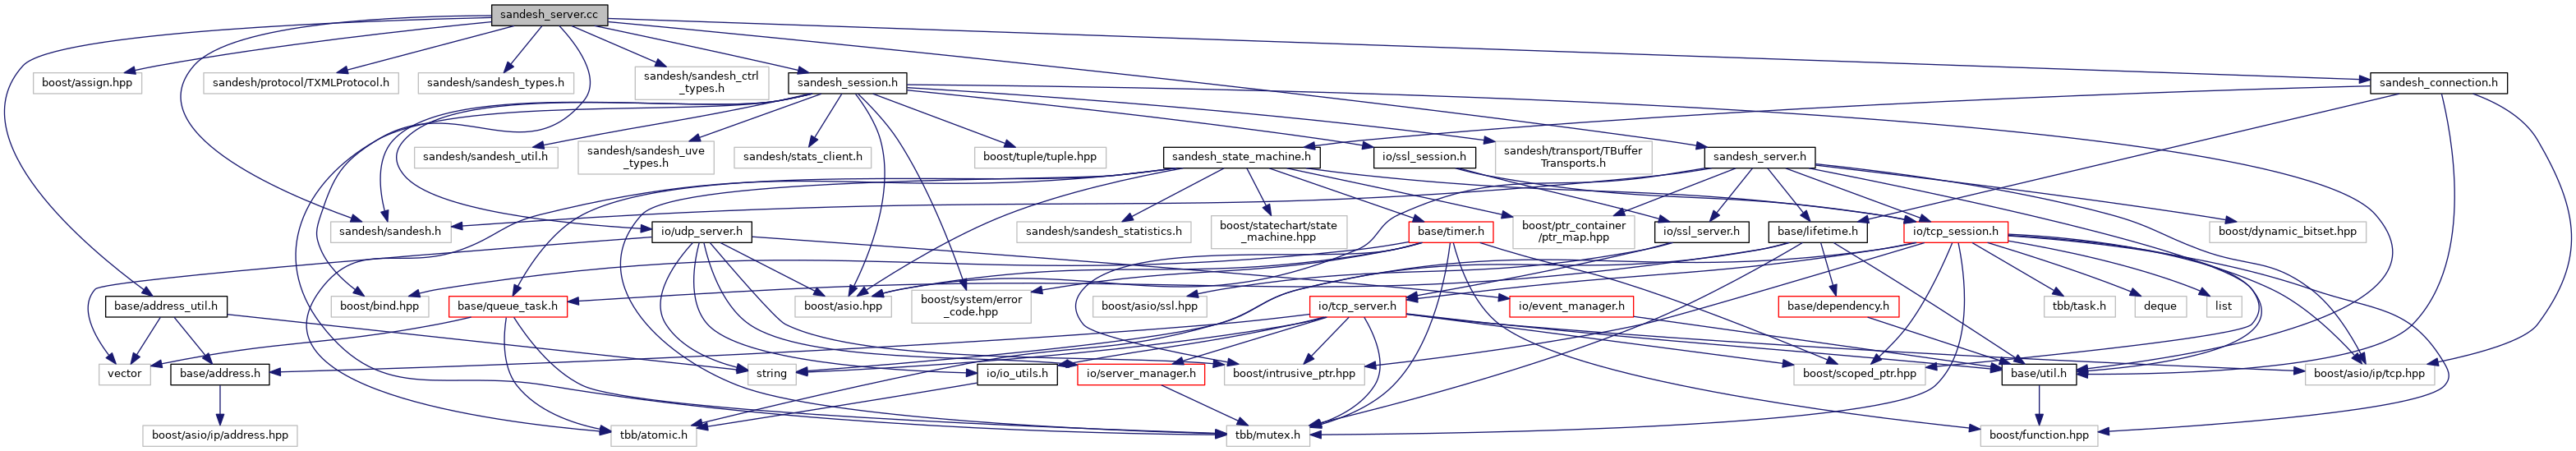 sandesh_server.cc
boost/assign.hpp
sandesh/protocol/TXMLProtocol.h
sandesh/sandesh_types.h
sandesh/sandesh_ctrl
_types.h
sandesh_session.h
sandesh_connection.h
sandesh/sandesh_util.h
sandesh/sandesh_uve
_types.h
sandesh/stats_client.h
boost/tuple/tuple.hpp
sandesh_state_machine.h
io/ssl_session.h
sandesh/transport/TBuffer
Transports.h
sandesh_server.h
sandesh/sandesh.h
io/udp_server.h
sandesh/sandesh_statistics.h
boost/statechart/state
_machine.hpp
base/timer.h
boost/ptr_container
/ptr_map.hpp
io/ssl_server.h
base/lifetime.h
io/tcp_session.h
boost/dynamic_bitset.hpp
base/address_util.h
boost/bind.hpp
base/queue_task.h
boost/asio.hpp
boost/system/error
_code.hpp
boost/asio/ssl.hpp
io/tcp_server.h
io/event_manager.h
base/dependency.h
tbb/task.h
deque
list
vector
base/address.h
string
io/io_utils.h
io/server_manager.h
boost/intrusive_ptr.hpp
boost/scoped_ptr.hpp
base/util.h
boost/asio/ip/tcp.hpp
boost/asio/ip/address.hpp
tbb/atomic.h
tbb/mutex.h
boost/function.hpp